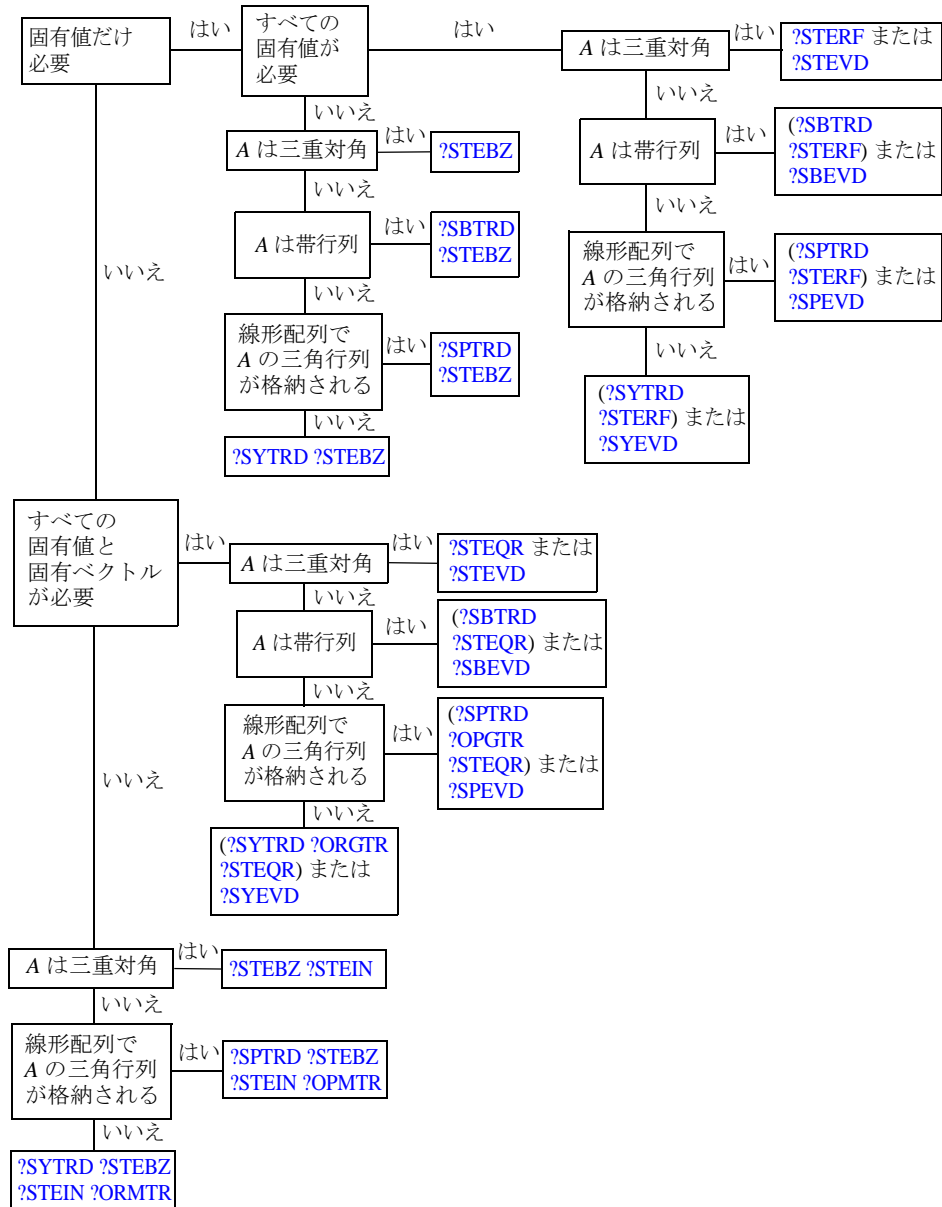 固有値だけ
必要
はい
すべての
固有値が
必要
はい
A は三重対角
はい
?STERF または
?STEVD
いいえ
A は帯行列
はい
(?SBTRD
?STERF) または
?SBEVD
いいえ
線形配列で
A の三角行列
が格納される
はい
(?SPTRD
?STERF) または
?SPEVD
いいえ
(?SYTRD
?STERF) または
?SYEVD
いいえ
A は三重対角
はい
?STEBZ
いいえ
A は帯行列
はい
?SBTRD
?STEBZ
いいえ
線形配列で
A の三角行列
が格納される
はい
?SPTRD
?STEBZ
いいえ
?SYTRD ?STEBZ
いいえ
すべての
固有値と
固有ベクトル
が必要
はい
A は三重対角
はい
?STEQR または
?STEVD
いいえ
A は帯行列
はい
(?SBTRD
?STEQR) または
?SBEVD
いいえ
線形配列で
A の三角行列
が格納される
はい
(?SPTRD
?OPGTR
?STEQR) または
?SPEVD
いいえ
(?SYTRD ?ORGTR
?STEQR) または
?SYEVD
いいえ
A は三重対角
はい
?STEBZ ?STEIN
いいえ
線形配列で
A の三角行列
が格納される
はい
?SPTRD ?STEBZ
?STEIN ?OPMTR
いいえ
?SYTRD ?STEBZ
?STEIN ?ORMTR